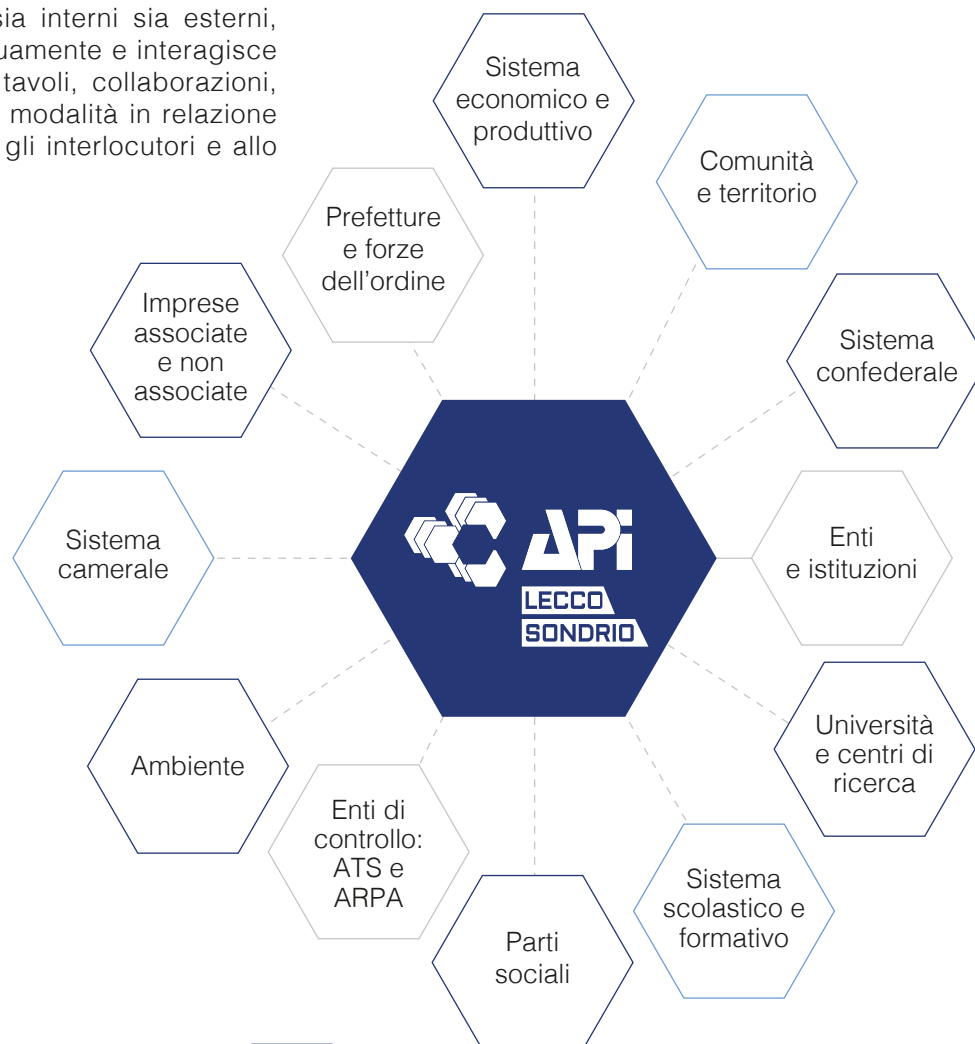 sia interni sia esterni,
uamente e interagisce
tavoli, collaborazioni,
modalità in relazione
gli interlocutori e allo
Sistema
economico e
produttivo
Comunità
e territorio
Prefetture
e forze
dell'ordine
Imprese
associate
e non
associate
Sistema
confederale
Sistema
camerale
APi
LECCO
SONDRIO
Enti
e istituzioni
Ambiente
Università
e centri di
ricerca
Enti di
controllo:
ATS e
ARPA
Sistema
scolastico e
formativo
Parti
sociali